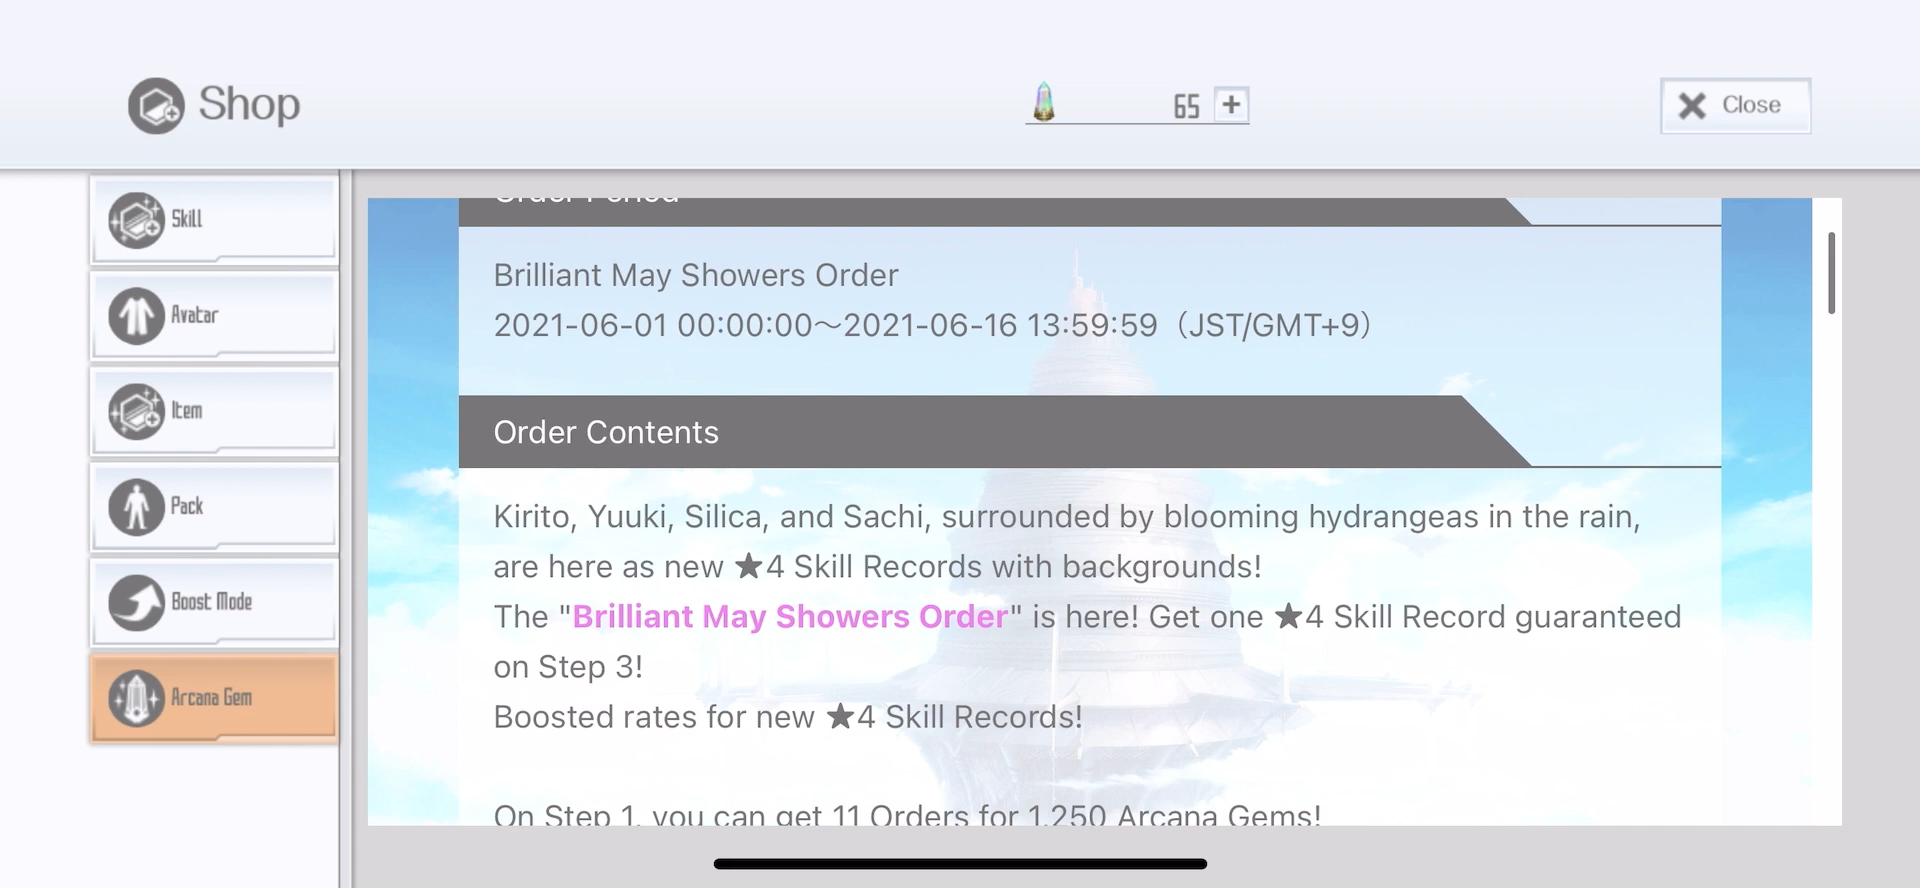 Shop
65
Close
Skill
Avatar
Item
Pack
Boost Mode
Arcana Gem
Order Period
Brilliant May Showers Order
2021-06-01 00:00:00～2021-06-16 13:59:59（JST/GMT+9）
Order Contents
Kirito, Yuuki, Silica, and Sachi, surrounded by blooming hydrangeas in the rain,
are here as new ★4 Skill Records with backgrounds!
The "Brilliant May Showers Order" is here! Get one ★4 Skill Record guaranteed
on Step 3!
Boosted rates for new ★4 Skill Records!
On Step 1, you can get 11 Orders for 1,250 Arcana Gems!